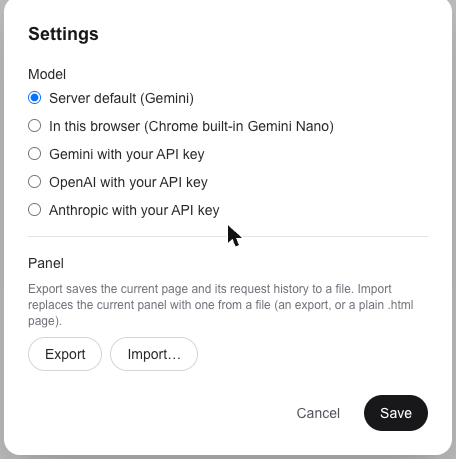 Settings
Model
Server default (Gemini)
In this browser (Chrome built-in Gemini Nano)
Gemini with your API key
OpenAI with your API key
Anthropic with your API key
Panel
Export saves the current page and its request history to a file. Import
replaces the current panel with one from a file (an export, or a plain .html
page).
Export
Import…
Cancel
Save